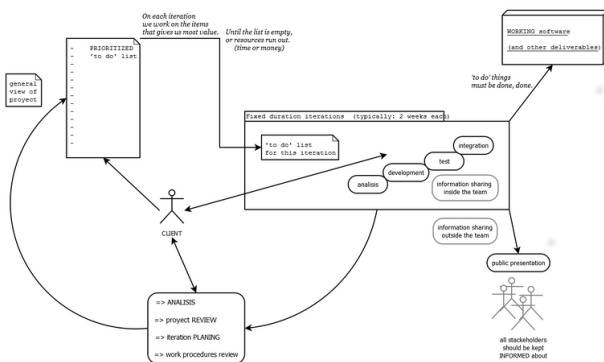 On each iteration
we work on the items
that gives us most value.
Until the list is empty,
or resources run out.
(time or money)
WORKING software
(and other deliverables)
PRIORITIZED
'to do' list
general
view of
proyect
'to do' things
must be done, done.
Fixed duration iterations (typically: 2 weeks each)
'to do' list
for this iteration
integration
test
development
analisis
information sharing
inside the team
information sharing
outside the team
CLIENT
public presentation
=> ANALYSIS
=> proyect REVIEW
=> iteration PLANING
=> work procedures review
all stackeholders
should be kept
INFORMED about